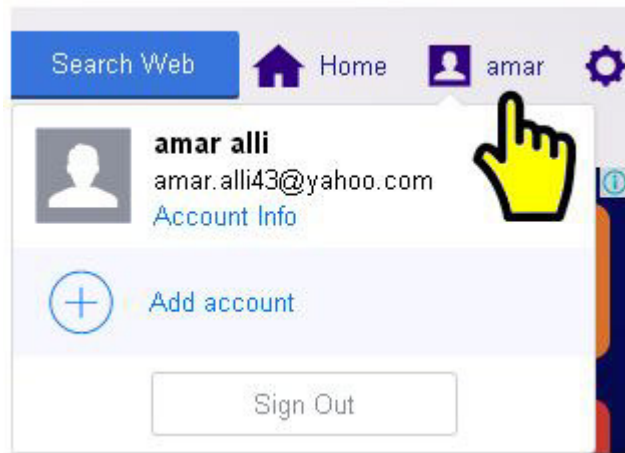 Search Web Home amar
amar alli
amar.alli43@yahoo.com
Account Info
Add account
Sign Out